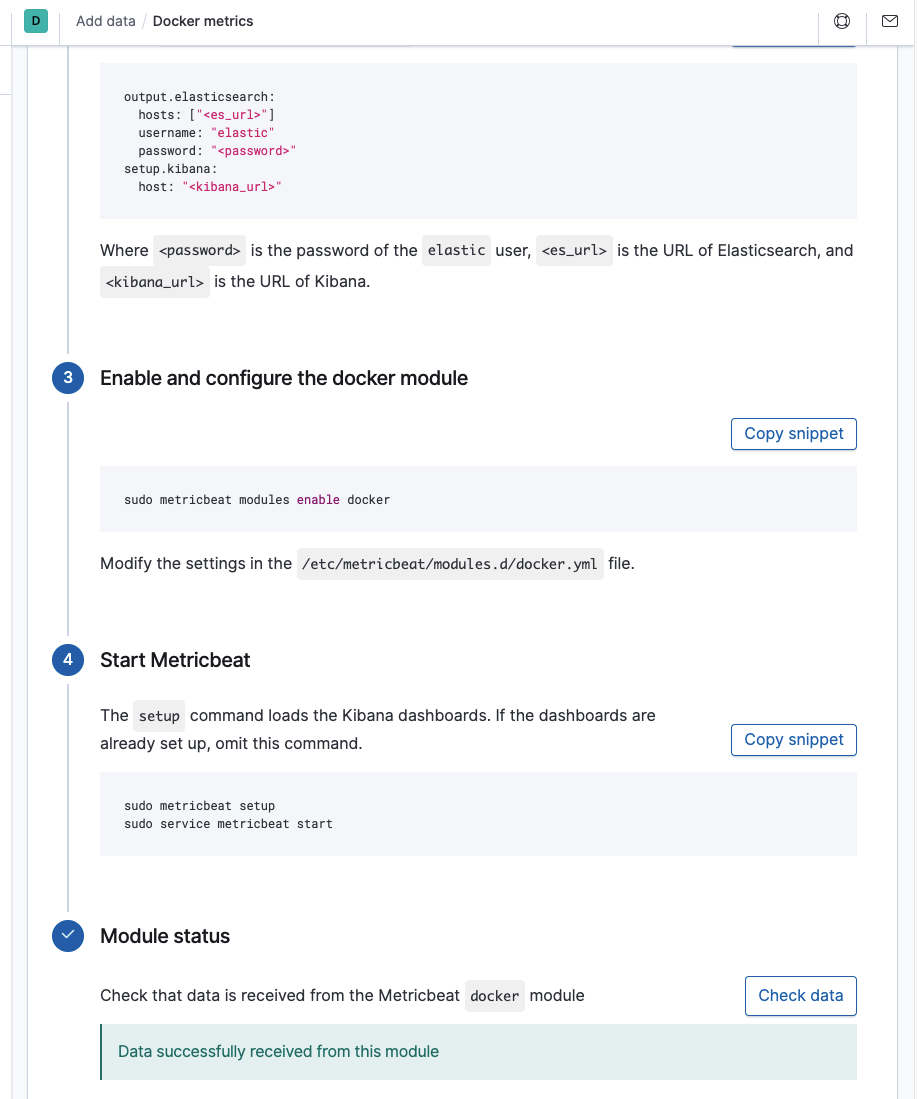 D Add data / Docker metrics
output.elasticsearch:
  hosts: ["<es_url>"]
  username: "elastic"
  password: "<password>"
setup.kibana:
  host: "<kibana_url>"
Where <password> is the password of the elastic user, <es_url> is the URL of Elasticsearch, and
<kibana_url> is the URL of Kibana.
3 Enable and configure the docker module
Copy snippet
sudo metricbeat modules enable docker
Modify the settings in the /etc/metricbeat/modules.d/docker.yml file.
4 Start Metricbeat
The setup command loads the Kibana dashboards. If the dashboards are
already set up, omit this command.
Copy snippet
sudo metricbeat setup
sudo service metricbeat start
Module status
Check that data is received from the Metricbeat docker module
Check data
Data successfully received from this module